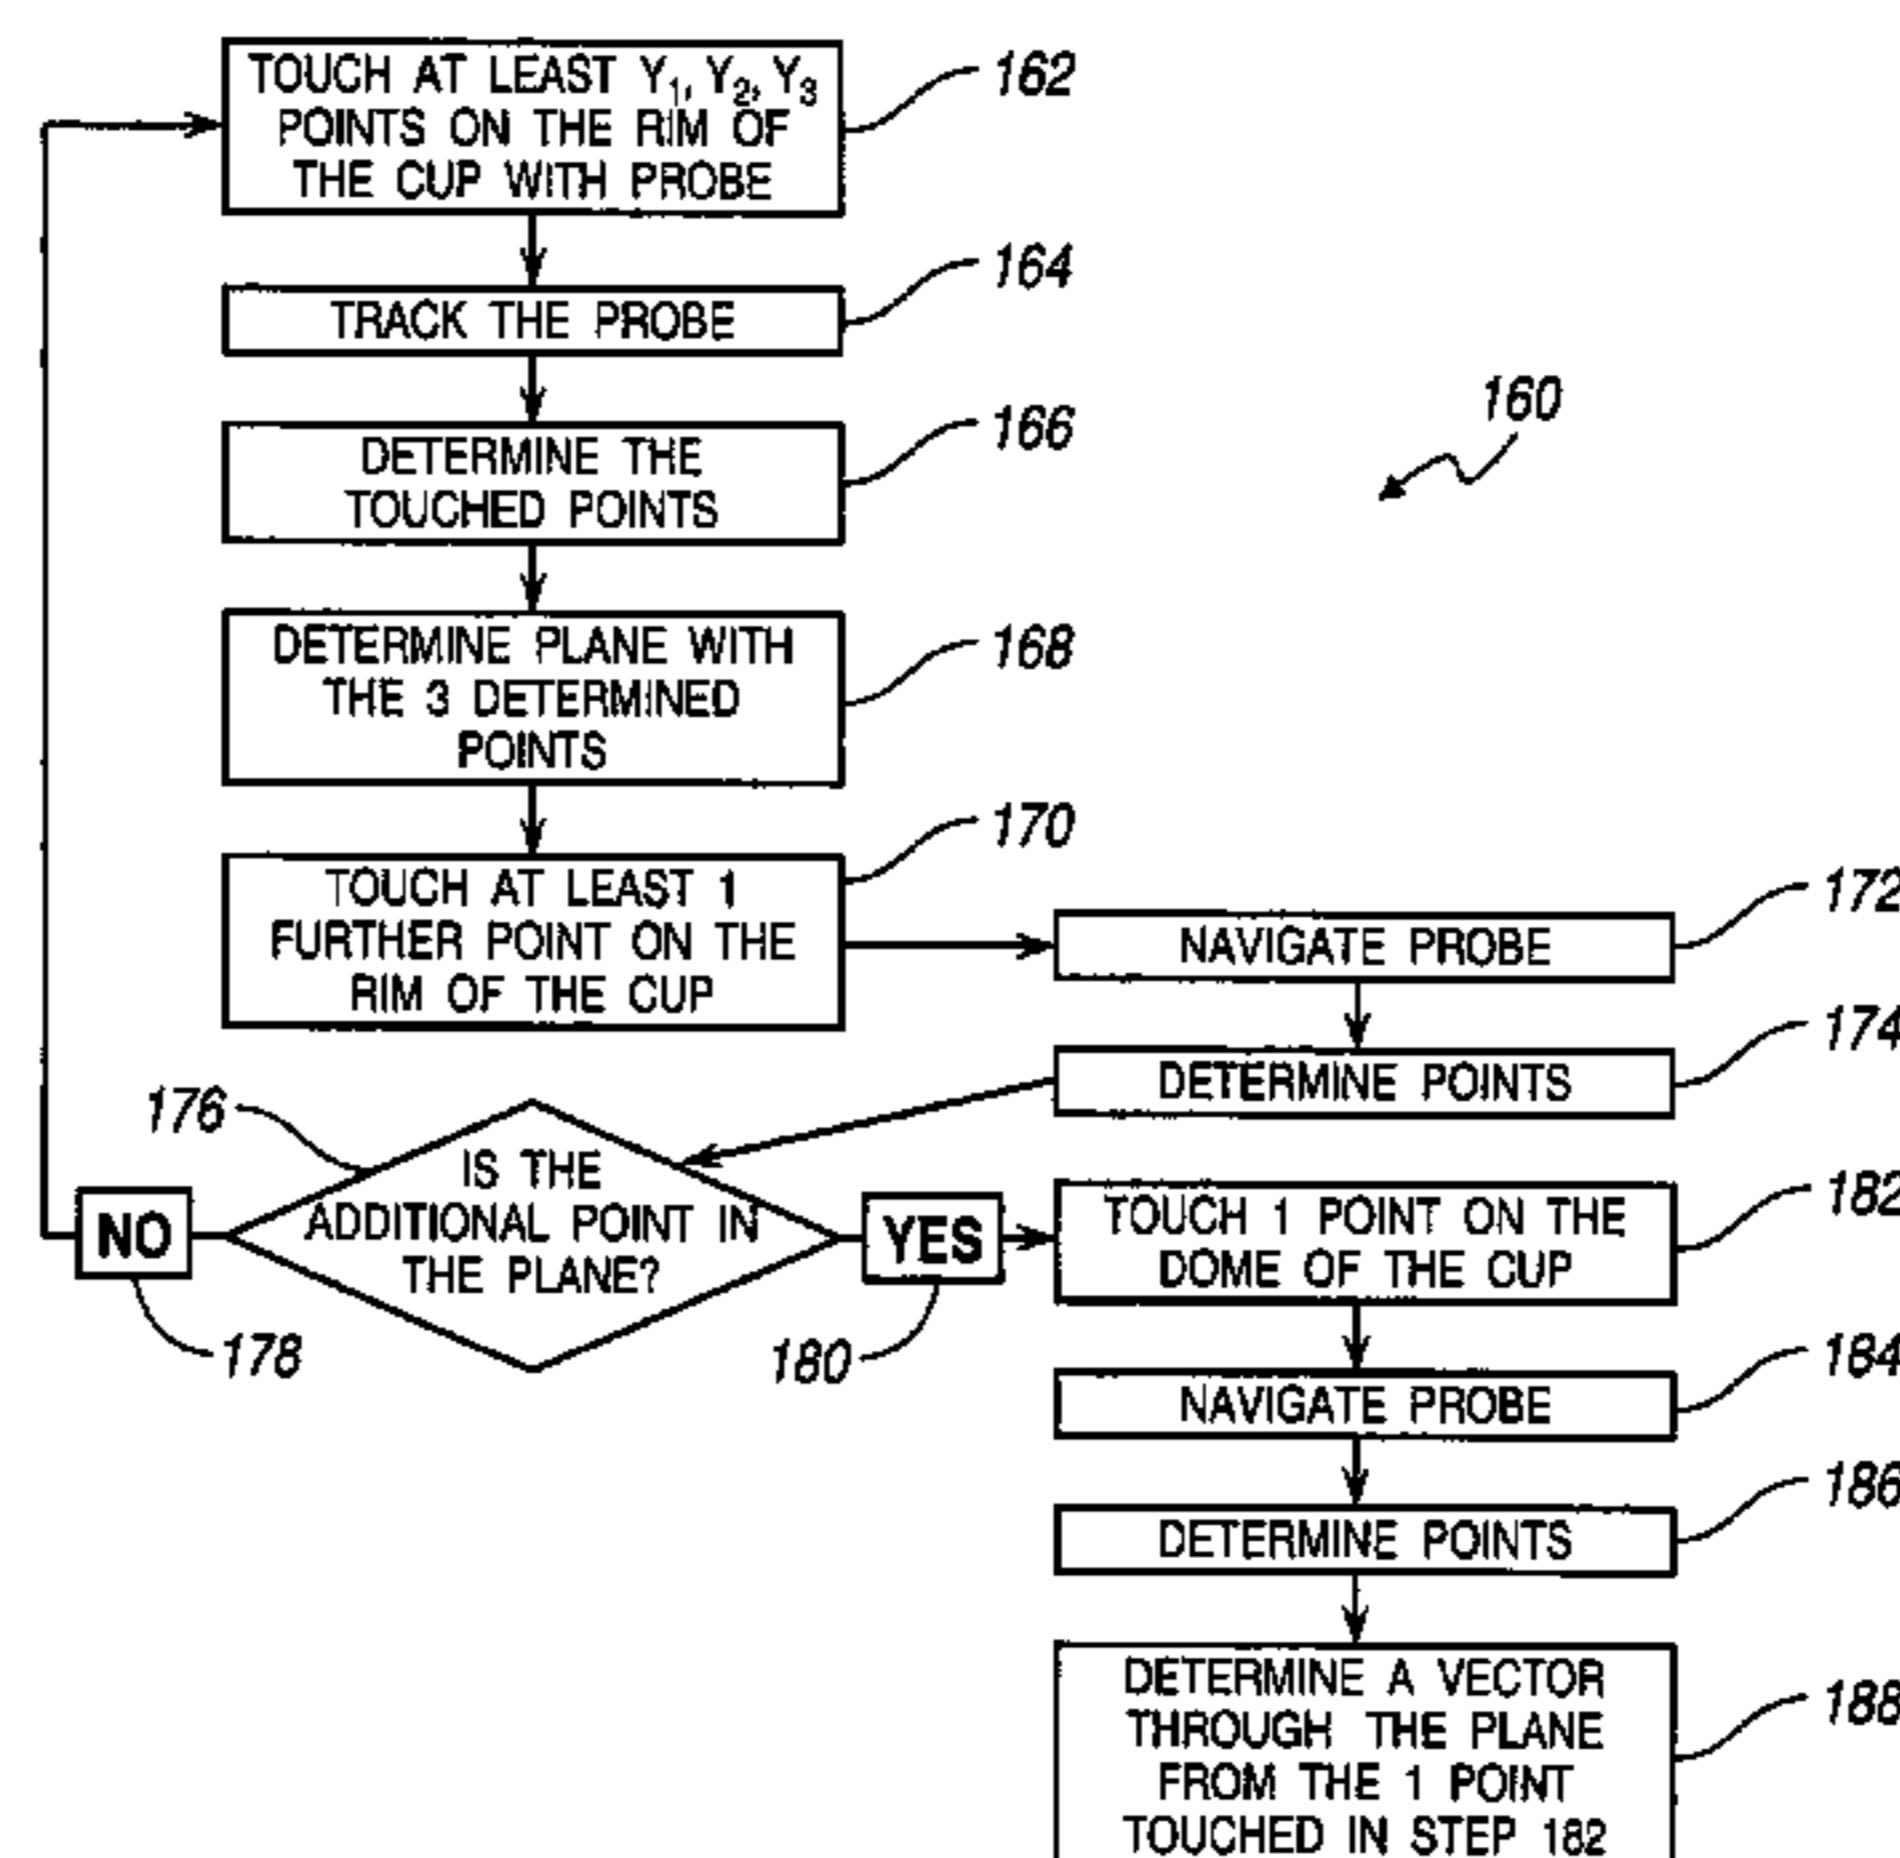 TOUCH AT LEAST Y₁, Y₂, Y₃
POINTS ON THE RIM OF
THE CUP WITH PROBE
162
TRACK THE PROBE
164
DETERMINE THE
TOUCHED POINTS
166
160
DETERMINE PLANE WITH
THE 3 DETERMINED
POINTS
168
TOUCH AT LEAST 1
FURTHER POINT ON THE
RIM OF THE CUP
170
NAVIGATE PROBE
172
DETERMINE POINTS
174
176
IS THE
ADDITIONAL POINT IN
THE PLANE?
NO
178
YES
180
TOUCH 1 POINT ON THE
DOME OF THE CUP
182
NAVIGATE PROBE
184
DETERMINE POINTS
186
DETERMINE A VECTOR
THROUGH THE PLANE
FROM THE 1 POINT
TOUCHED IN STEP 182
188